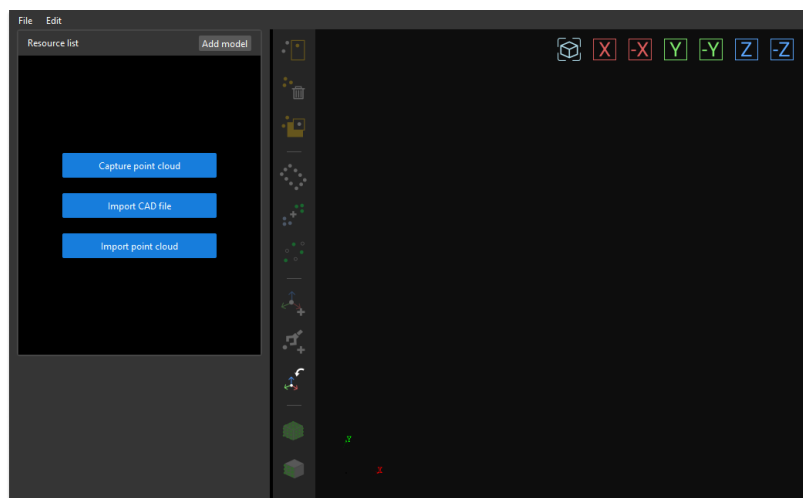 File Edit
Resource list Add model
X -X Y -Y Z -Z
Capture point cloud
Import CAD file
Import point cloud
Y
X